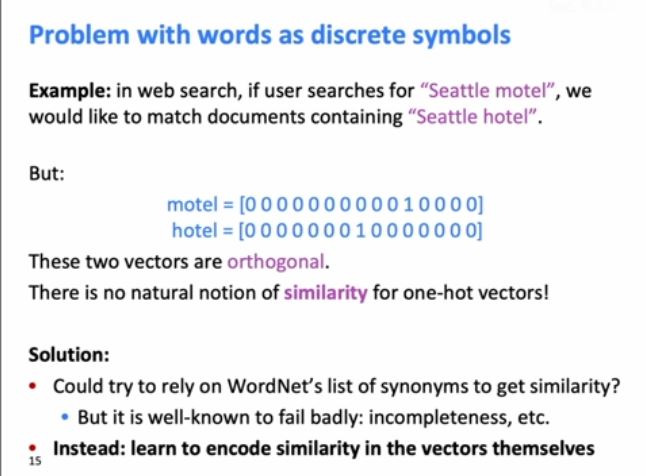 Problem with words as discrete symbols
Example: in web search, if user searches for “Seattle motel”, we
would like to match documents containing “Seattle hotel”.
But:
motel = [0 0 0 0 0 0 0 0 0 0 1 0 0 0 0]
hotel = [0 0 0 0 0 0 0 1 0 0 0 0 0 0 0]
These two vectors are orthogonal.
There is no natural notion of similarity for one-hot vectors!
Solution:
• Could try to rely on WordNet’s list of synonyms to get similarity?
• But it is well-known to fail badly: incompleteness, etc.
• Instead: learn to encode similarity in the vectors themselves
15